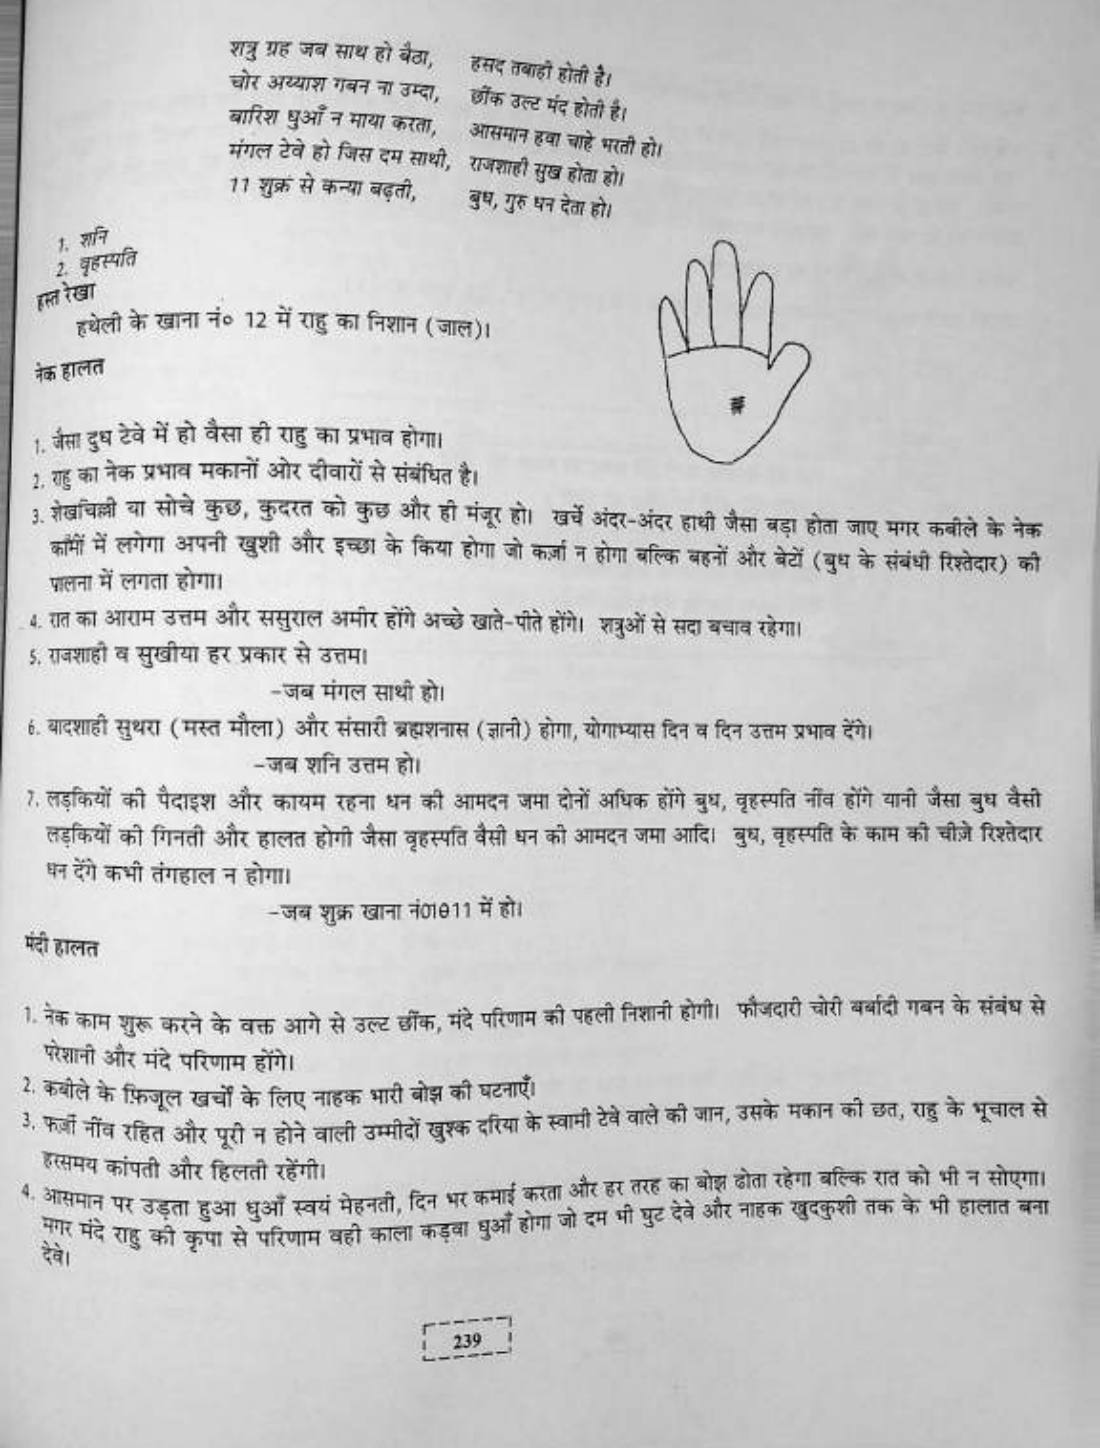 शत्रु ग्रह जब साथ हो बैठा, हसद तबाही होती है।
चोर अय्याश गबन ना उम्दा, छींक उल्ट मंद होती है।
बारिश धुआँ न माया करता, आसमान हवा चाहे भरती हो।
मंगल टेवे हो जिस दम साथी, राजशाही सुख होता हो।
11 शुक्र से कन्या बढ़ती, बुध, गुरु धन देता हो।
1. शनि
2. वृहस्पति
हस्त रेखा
हथेली के खाना नं० 12 में राहु का निशान (जाल)।
नेक हालत
1. जैसा दुध टेवे में हो वैसा ही राहु का प्रभाव होगा।
2. राहु का नेक प्रभाव मकानों ओर दीवारों से संबंधित है।
3. शेखचिल्ली या सोचे कुछ, कुदरत को कुछ और ही मंजूर हो। खर्चे अंदर-अंदर हाथी जैसा बड़ा होता जाए मगर कबीले के नेक
कामों में लगेगा अपनी खुशी और इच्छा के किया होगा जो कर्ज़ा न होगा बल्कि बहनों और बेटों (बुध के संबंधी रिश्तेदार) की
पालना में लगता होगा।
4. रात का आराम उत्तम और ससुराल अमीर होंगे अच्छे खाते-पीते होंगे। शत्रुओं से सदा बचाव रहेगा।
5. राजशाही व सुखीया हर प्रकार से उत्तम।
-जब मंगल साथी हो।
6. बादशाही सुथरा (मस्त मौला) और संसारी ब्रह्मशनास (ज्ञानी) होगा, योगाभ्यास दिन व दिन उत्तम प्रभाव देंगे।
-जब शनि उत्तम हो।
7. लड़कियों की पैदाइश और कायम रहना धन की आमदन जमा दोनों अधिक होंगे बुध, वृहस्पति नींव होंगे यानी जैसा बुध वैसी
लड़कियों की गिनती और हालत होगी जैसा वृहस्पति वैसी धन की आमदन जमा आदि। बुध, वृहस्पति के काम की चीज़े रिश्तेदार
धन देंगे कभी तंगहाल न होगा।
-जब शुक्र खाना नं01011 में हो।
मंदी हालत
1. नेक काम शुरू करने के वक्त आगे से उल्ट छींक, मंदे परिणाम की पहली निशानी होगी। फौजदारी चोरी बर्बादी गबन के संबंध से
परेशानी और मंदे परिणाम होंगे।
2. कबीले के फ़िजूल खर्चों के लिए नाहक भारी बोझ की घटनाएँ।
3. फर्ज़ी नींव रहित और पूरी न होने वाली उम्मीदों खुश्क दरिया के स्वामी टेवे वाले की जान, उसके मकान की छत, राहु के भूचाल से
हरसमय कांपती और हिलती रहेंगी।
4. आसमान पर उड़ता हुआ धुआँ स्वयं मेहनती, दिन भर कमाई करता और हर तरह का बोझ ढोता रहेगा बल्कि रात को भी न सोएगा।
मगर मंदे राहु की कृपा से परिणाम वही काला कड़वा धुआँ होगा जो दम भी घुट देवे और नाहक खुदकुशी तक के भी हालात बना
देवे।
239